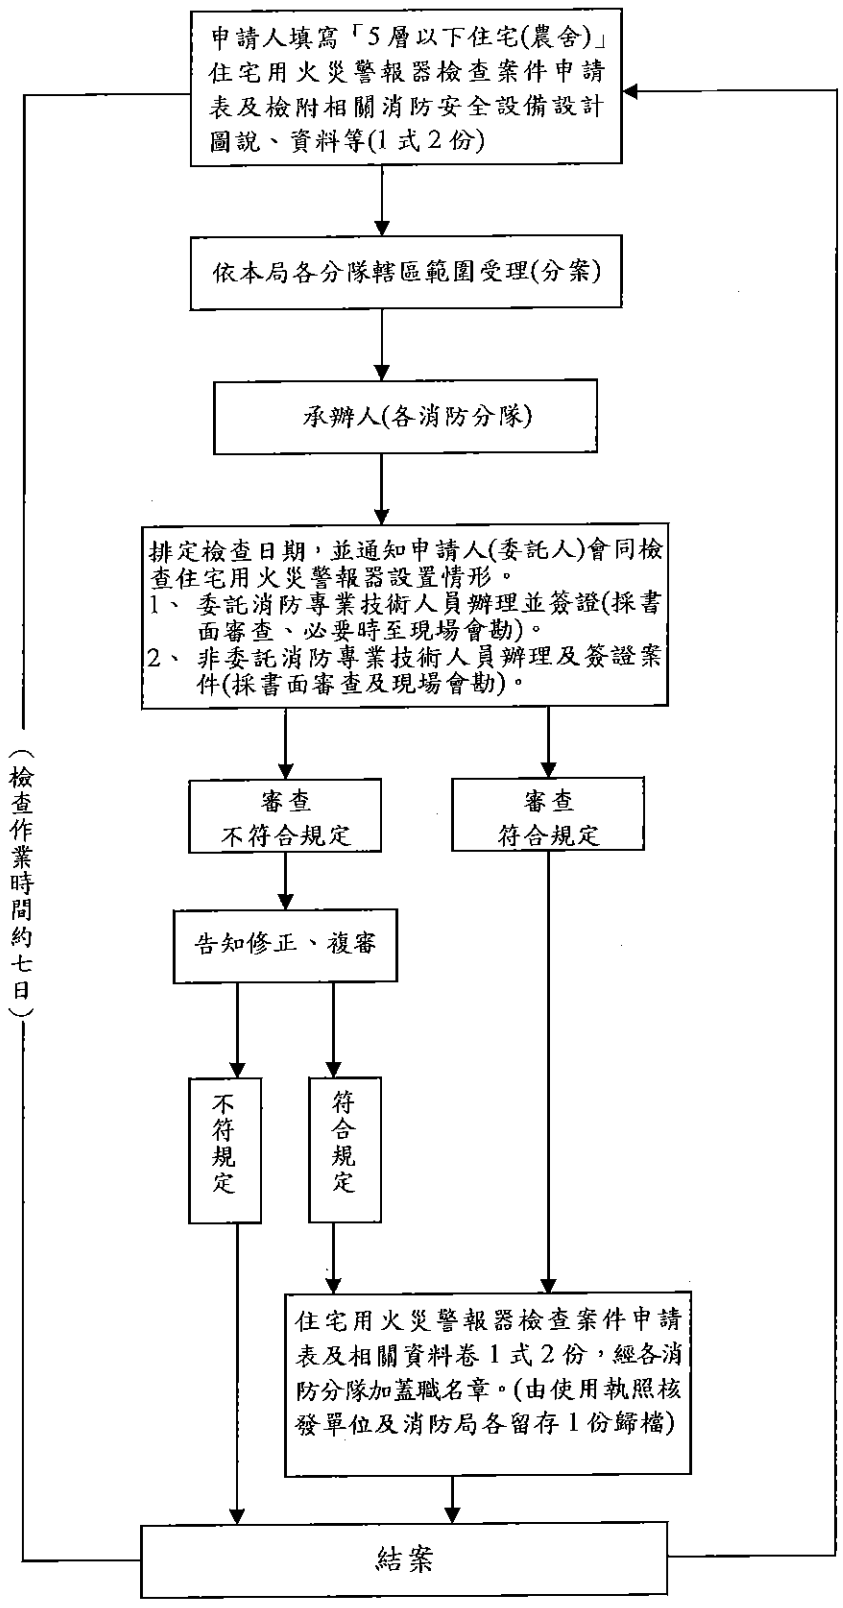 申請人填寫「5層以下住宅(農舍)」
住宅用火災警報器檢查案件申請
表及檢附相關消防安全設備設計
圖說、資料等(1式2份)
依本局各分隊轄區範圍受理(分案)
承辦人(各消防分隊)
排定檢查日期，並通知申請人(委託人)會同檢
查住宅用火災警報器設置情形。
1、 委託消防專業技術人員辦理並簽證(採書
面審查、必要時至現場會勘)。
2、 非委託消防專業技術人員辦理及簽證案
件(採書面審查及現場會勘)。
（檢查作業時間約七日）
審查
不符合規定
審查
符合規定
告知修正、複審
不符規定
符合規定
住宅用火災警報器檢查案件申請
表及相關資料卷1式2份，經各消
防分隊加蓋職名章。(由使用執照核
發單位及消防局各留存1份歸檔)
結案